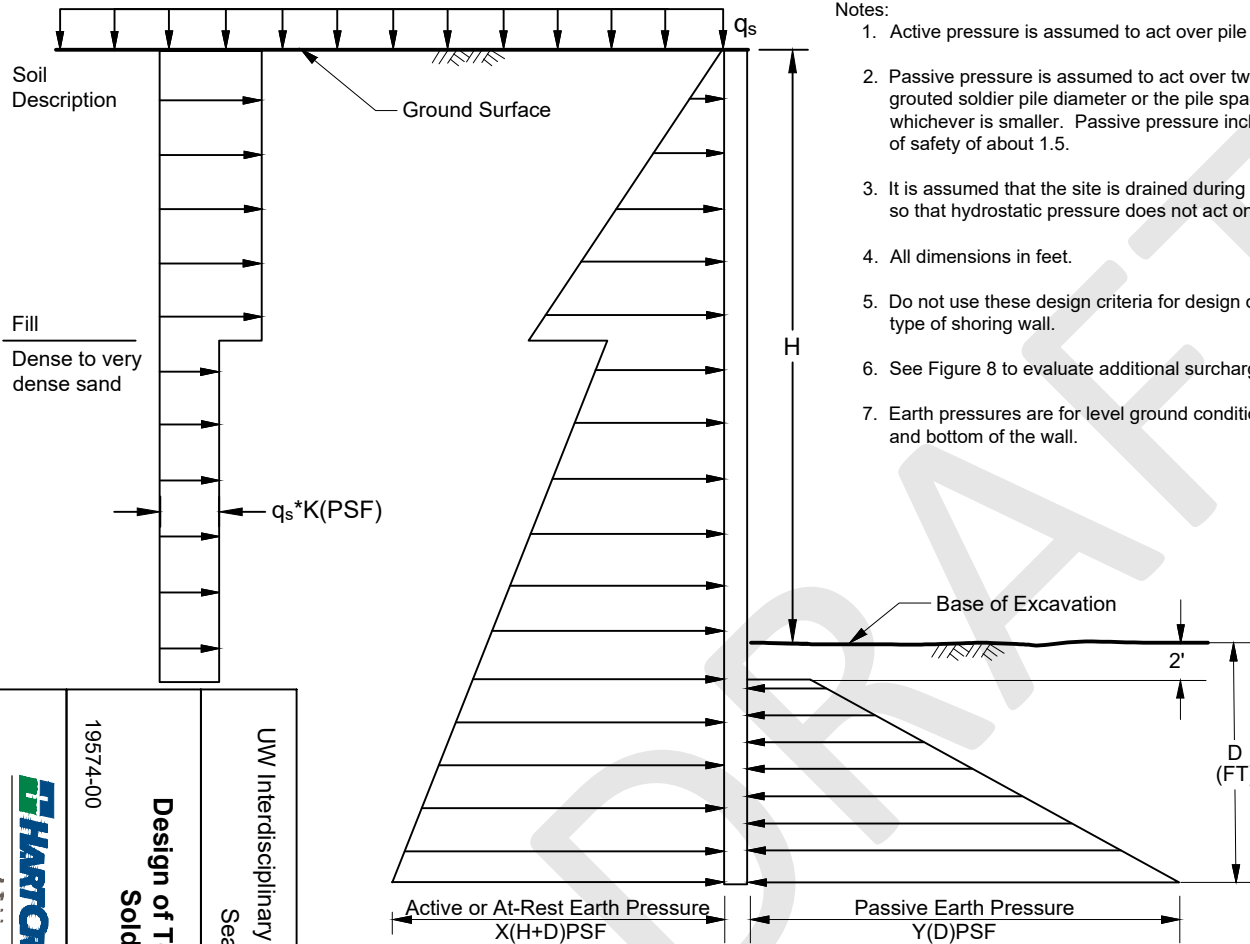 qs
Soil
Description
Ground Surface
Fill
Dense to very
dense sand
qs*K(PSF)
H
Base of Excavation
2'
D
(FT)
Active or At-Rest Earth Pressure
X(H+D)PSF
Passive Earth Pressure
Y(D)PSF
Notes:
1. Active pressure is assumed to act over pile
2. Passive pressure is assumed to act over tw
grouted soldier pile diameter or the pile spa
whichever is smaller. Passive pressure incl
of safety of about 1.5.
3. It is assumed that the site is drained during
so that hydrostatic pressure does not act on
4. All dimensions in feet.
5. Do not use these design criteria for design o
type of shoring wall.
6. See Figure 8 to evaluate additional surcharg
7. Earth pressures are for level ground conditio
and bottom of the wall.
UW Interdisciplinary
Sea
Design of T
Sold
19574-00
HARTCR
DRAFT